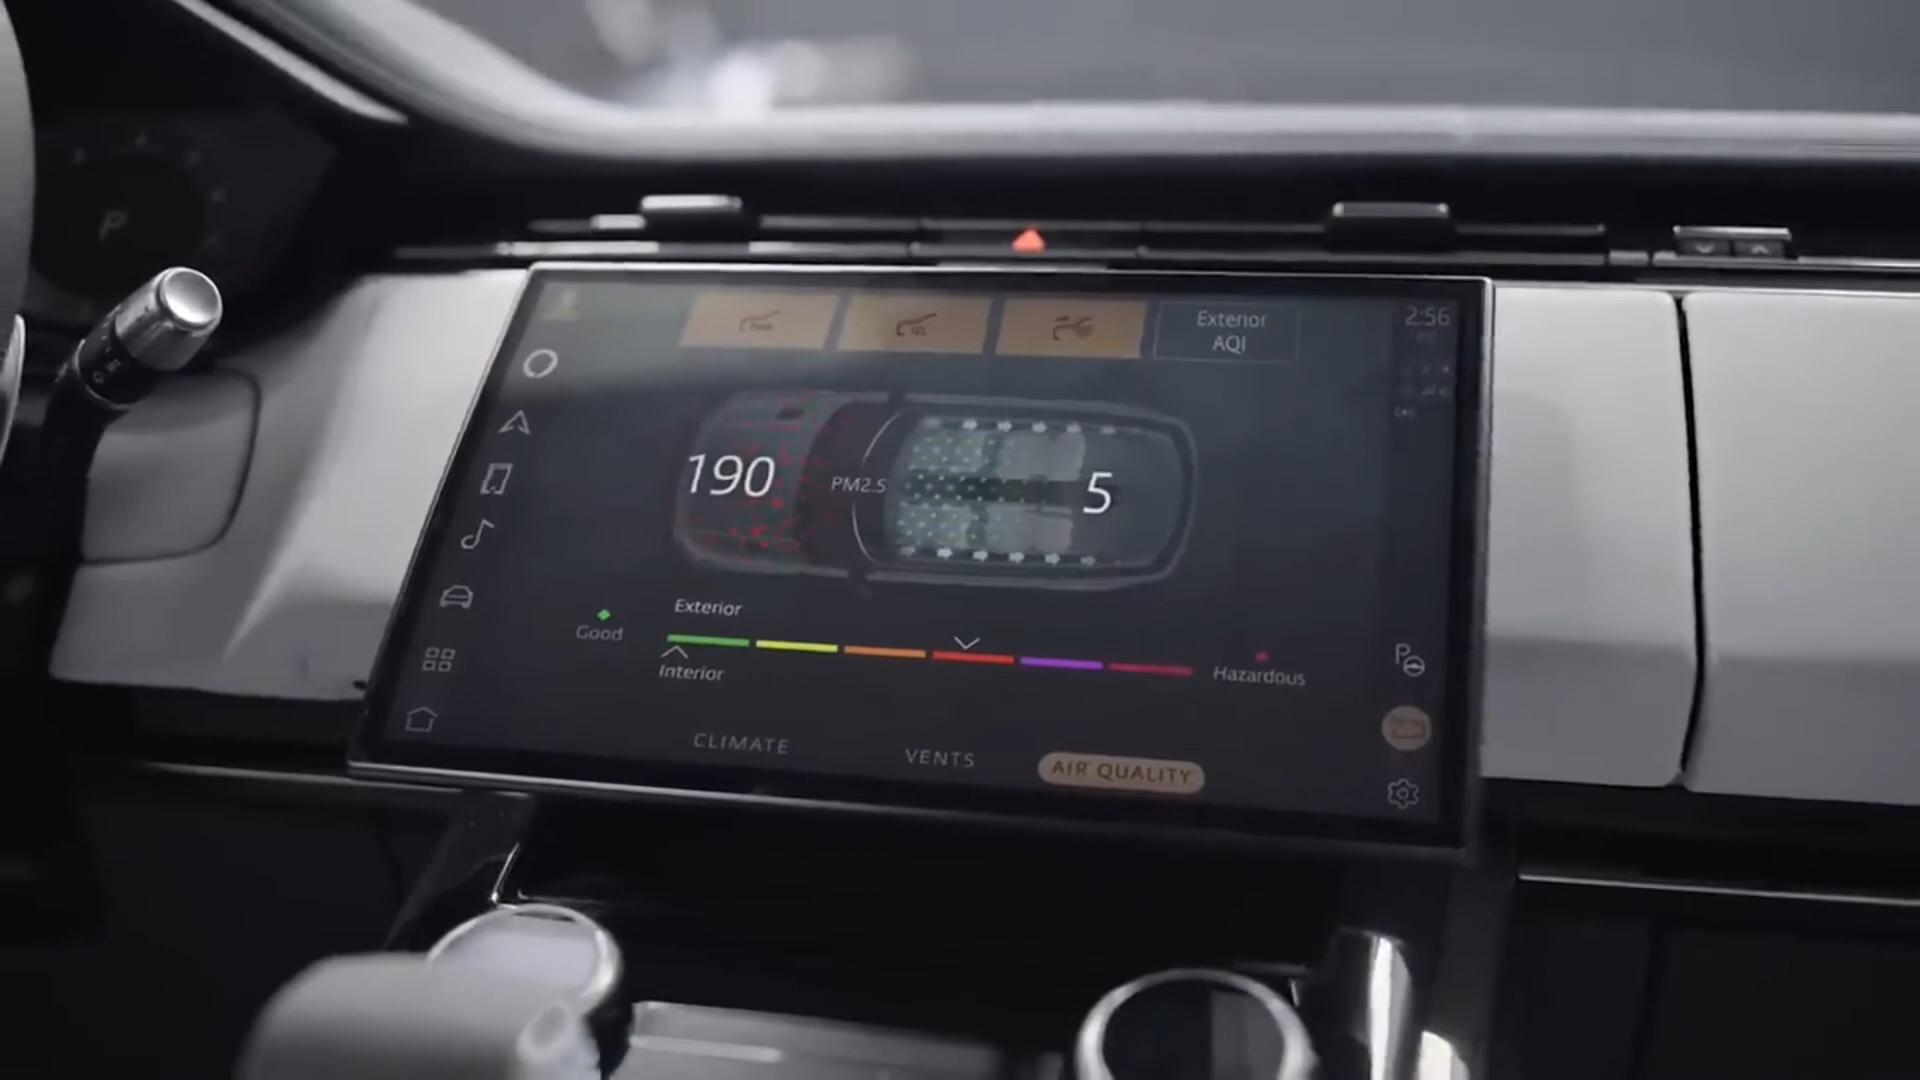 P
Exterior
AQI
2:56
190
PM2.5
5
Exterior
Good
Hazardous
Interior
CLIMATE
VENTS
AIR QUALITY
P